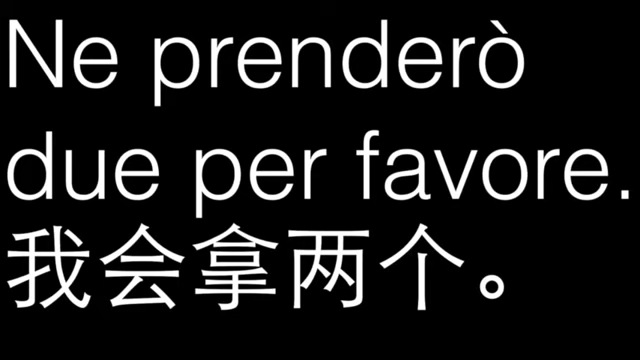 Ne prenderò
due per favore.
我会拿两个。